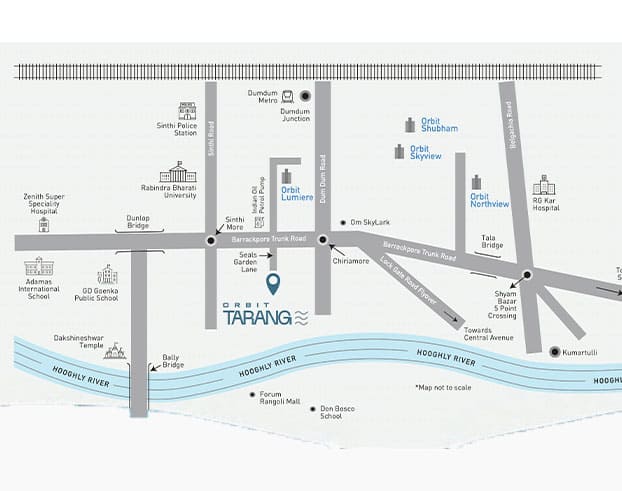 Dumdum
Metro
Dumdum
Junction
Sinthi Police
Station
Sinthi Road
Dum Dum Road
Belgachia Road
Orbit
Shubham
Orbit
Skyview
Rabindra Bharati
University
Indian Oil
Petrol Pump
Orbit
Lumiere
Orbit
Northview
RG Kar
Hospital
Zenith Super
Speciality
Hospital
Dunlop
Bridge
Sinthi
More
Om SkyLark
Barrackpore Trunk Road
Barrackpore Trunk Road
Tala
Bridge
Seals
Garden
Lane
Chiriamore
Lock Gate Road Flyover
Adamas
International
School
GD Goenka
Public School
Shyam
Bazar
5 Point
Crossing
ORBIT
TARANG
Towards
Central Avenue
Dakshineshwar
Temple
Bally
Bridge
Kumartulli
HOOGHLY RIVER
HOOGHLY RIVER
HOOGHLY RIVER
HOOGHL
*Map not to scale
Forum
Rangoli Mall
Don Bosco
School